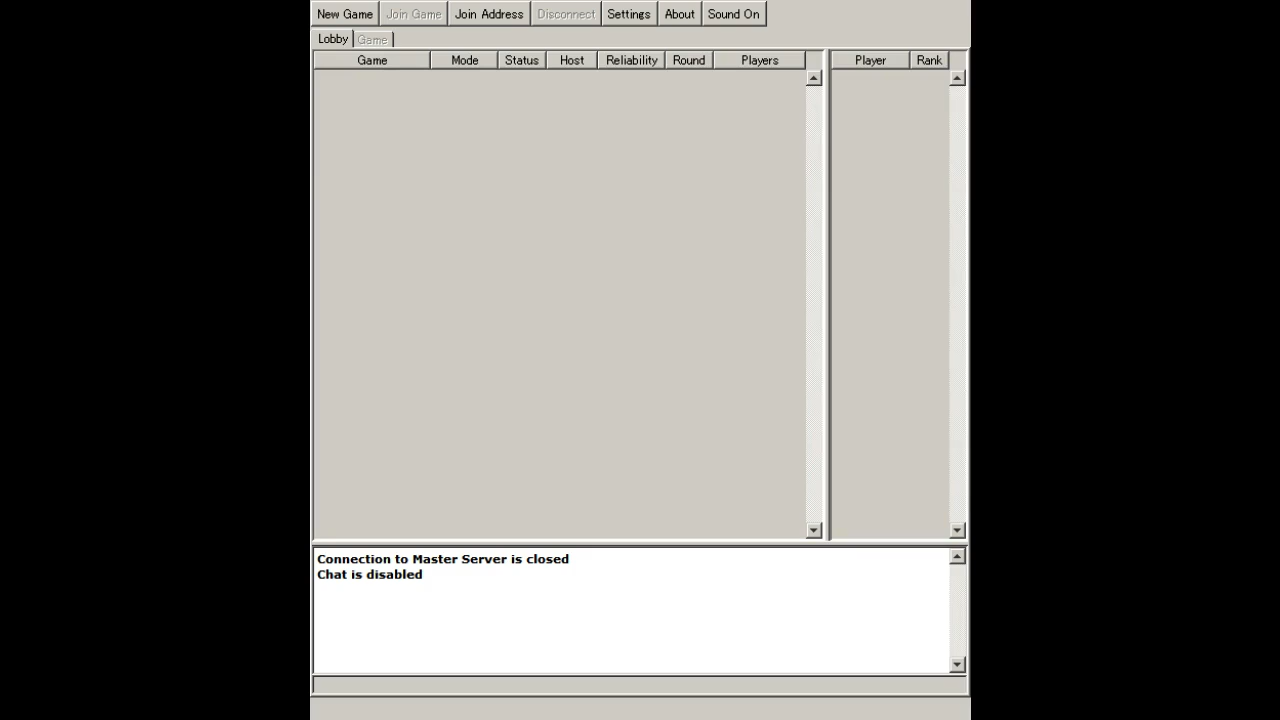 New Game Join Game Join Address Disconnect Settings About Sound On
Lobby Game
Game Mode Status Host Reliability Round Players Player Rank
Connection to Master Server is closed
Chat is disabled